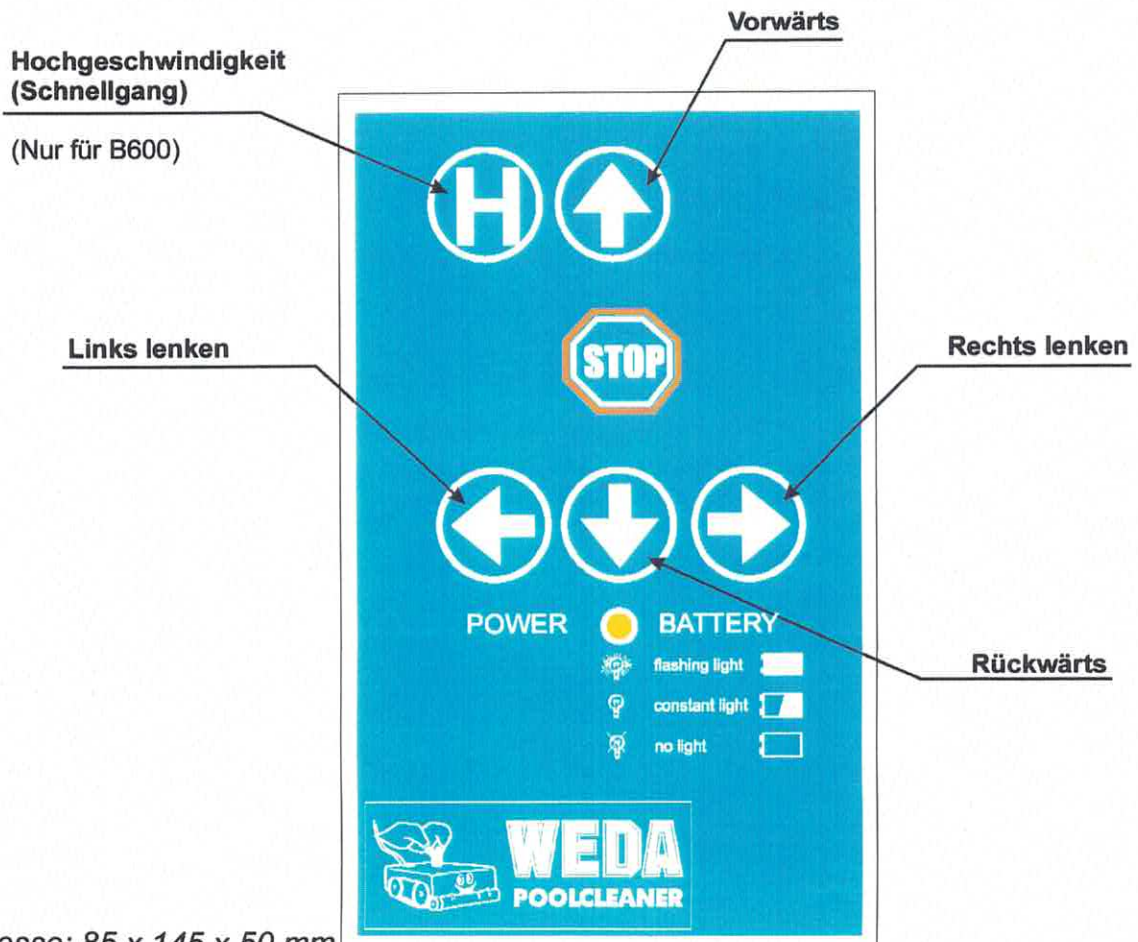 Vorwärts
Hochgeschwindigkeit
(Schnellgang)
(Nur für B600)
H
STOP
Links lenken
Rechts lenken
POWER BATTERY
flashing light
constant light
no light
Rückwärts
WEDA
POOLCLEANER
85 x 145 x 50 mm